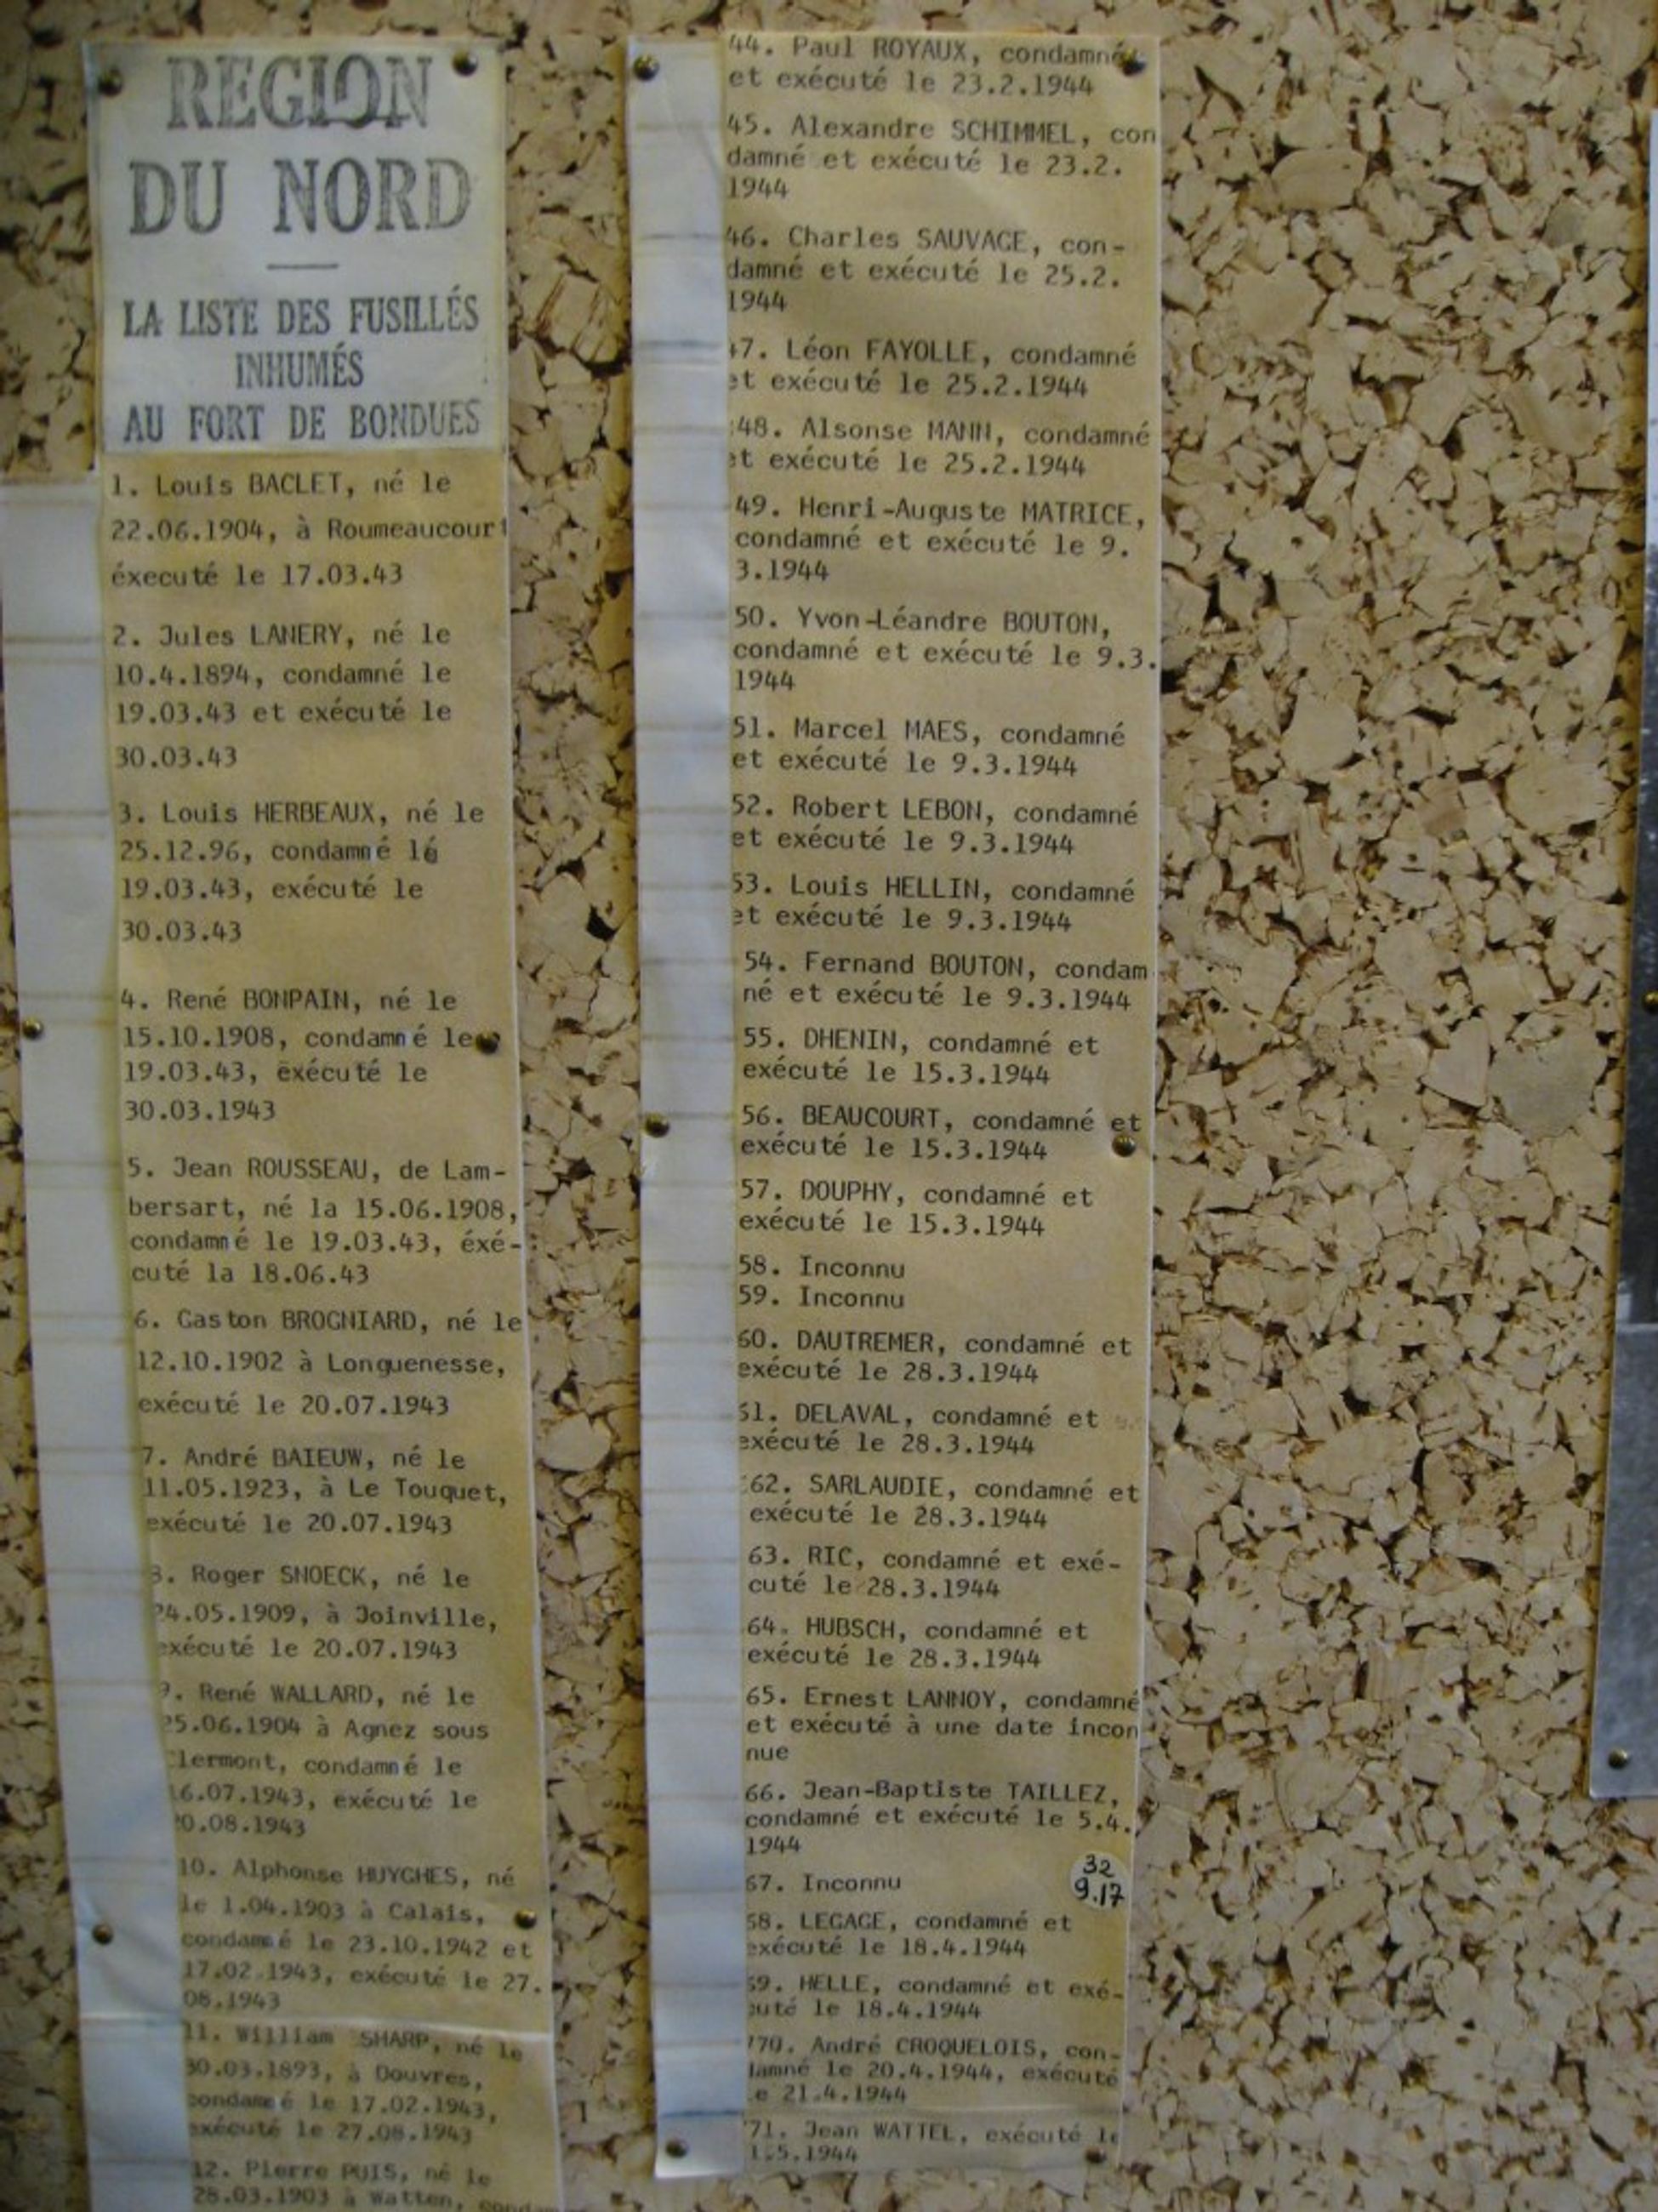 REGION
DU NORD
LA LISTE DES FUSILLÉS
INHUMÉS
AU FORT DE BONDUES
1. Louis BACLET, né le
22.06.1904, à Roumeaucourt
éxecuté le 17.03.43
2. Jules LANERY, né le
10.4.1894, condamné le
19.03.43 et exécuté le
30.03.43
3. Louis HERBEAUX, né le
25.12.96, condamné lé
19.03.43, exécuté le
30.03.43
4. René BONPAIN, né le
15.10.1908, condamné le
19.03.43, exécuté le
30.03.1943
5. Jean ROUSSEAU, de Lam-
bersart, né la 15.06.1908,
condamné le 19.03.43, éxé-
cuté la 18.06.43
6. Gaston BROGNIARD, né le
12.10.1902 à Longuenesse,
exécuté le 20.07.1943
7. André BAIEUW, né le
11.05.1923, à Le Touquet,
exécuté le 20.07.1943
8. Roger SNOECK, né le
24.05.1909, à Joinville,
exécuté le 20.07.1943
9. René WALLARD, né le
25.06.1904 à Agnez sous
Clermont, condamné le
16.07.1943, exécuté le
20.08.1943
10. Alphonse HUYGHES, né
le 1.04.1903 à Calais,
condamné le 23.10.1942 et
17.02.1943, exécuté le 27.
08.1943
11. William SHARP, né le
30.03.1893, à Douvres,
condamné le 17.02.1943,
exécuté le 27.08.1943
12. Pierre PUIS, né le
28.03.1903 à Watten, condam
44. Paul ROYAUX, condamné
et exécuté le 23.2.1944
45. Alexandre SCHIMMEL, con
damné et exécuté le 23.2.
1944
46. Charles SAUVAGE, con-
damné et exécuté le 25.2.
1944
47. Léon FAYOLLE, condamné
et exécuté le 25.2.1944
48. Alsonse MANN, condamné
et exécuté le 25.2.1944
49. Henri-Auguste MATRICE,
condamné et exécuté le 9.
3.1944
50. Yvon-Léandre BOUTON,
condamné et exécuté le 9.3.
1944
51. Marcel MAES, condamné
et exécuté le 9.3.1944
52. Robert LEBON, condamné
et exécuté le 9.3.1944
53. Louis HELLIN, condamné
et exécuté le 9.3.1944
54. Fernand BOUTON, condam
né et exécuté le 9.3.1944
55. DHENIN, condamné et
exécuté le 15.3.1944
56. BEAUCOURT, condamné et
exécuté le 15.3.1944
57. DOUPHY, condamné et
exécuté le 15.3.1944
58. Inconnu
59. Inconnu
60. DAUTREMER, condamné et
exécuté le 28.3.1944
61. DELAVAL, condamné et
exécuté le 28.3.1944
62. SARLAUDIE, condamné et
exécuté le 28.3.1944
63. RIC, condamné et exé-
cuté le 28.3.1944
64. HUBSCH, condamné et
exécuté le 28.3.1944
65. Ernest LANNOY, condamné
et exécuté à une date incon
nue
66. Jean-Baptiste TAILLEZ,
condamné et exécuté le 5.4.
1944
67. Inconnu
32
9.17
68. LEGAGE, condamné et
exécuté le 18.4.1944
69. HELLE, condamné et exé-
cuté le 18.4.1944
70. André CROQUELOIS, con-
damné le 20.4.1944, exécuté
le 21.4.1944
71. Jean WATTEL, exécuté le